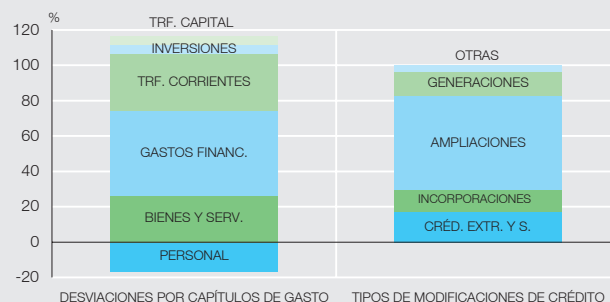 %
120
100
80
60
40
20
0
-20
TRF. CAPITAL
INVERSIONES
TRF. CORRIENTES
GASTOS FINANC.
BIENES Y SERV.
PERSONAL
OTRAS
GENERACIONES
AMPLIACIONES
INCORPORACIONES
CRÉD. EXTR. Y S.
DESVIACIONES POR CAPÍTULOS DE GASTO
TIPOS DE MODIFICACIONES DE CRÉDITO